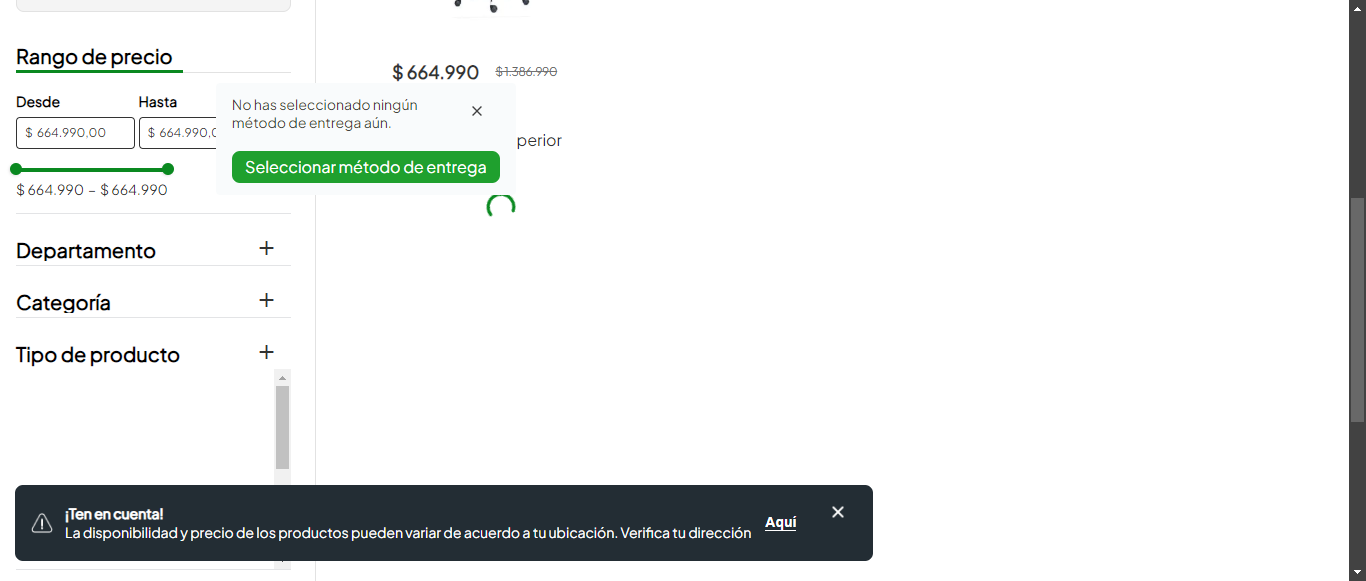 Rango de precio
$ 664.990 $ 1.386.990
Desde Hasta
$ 664.990,00 $ 664.990,0
No has seleccionado ningún
método de entrega aún.
perior
Seleccionar método de entrega
$ 664.990 – $ 664.990
Departamento
Categoría
Tipo de producto
¡Ten en cuenta!
La disponibilidad y precio de los productos pueden variar de acuerdo a tu ubicación. Verifica tu dirección Aquí